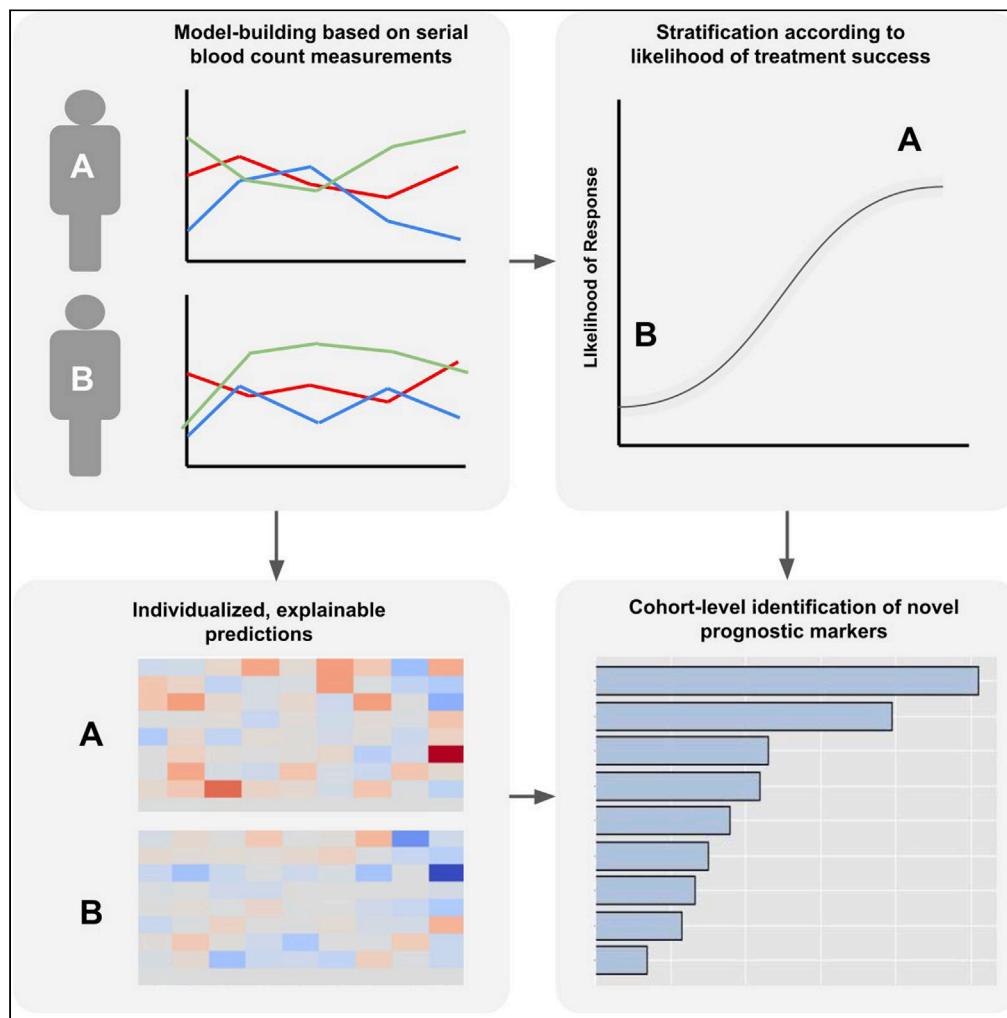 Model-building based on serial
blood count measurements
A
B
Stratification according to
likelihood of treatment success
Likelihood of Response
A
B
Individualized, explainable
predictions
A
B
Cohort-level identification of novel
prognostic markers